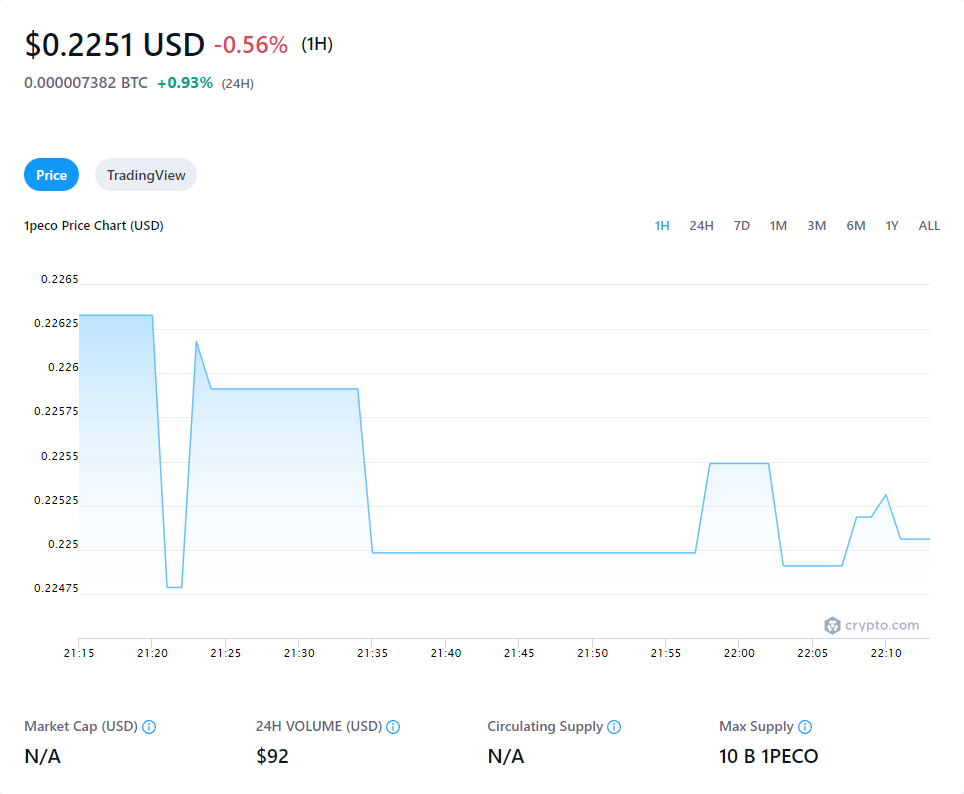 $0.2251 USD -0.56% (1H)
0.000007382 BTC +0.93% (24H)
Price TradingView
1peco Price Chart (USD) 1H 24H 7D 1M 3M 6M 1Y ALL
0.2265
0.22625
0.226
0.22575
0.2255
0.22525
0.225
0.22475
crypto.com
21:15 21:20 21:25 21:30 21:35 21:40 21:45 21:50 21:55 22:00 22:05 22:10
Market Cap (USD) 24H VOLUME (USD) Circulating Supply Max Supply
N/A $92 N/A 10 B 1PECO